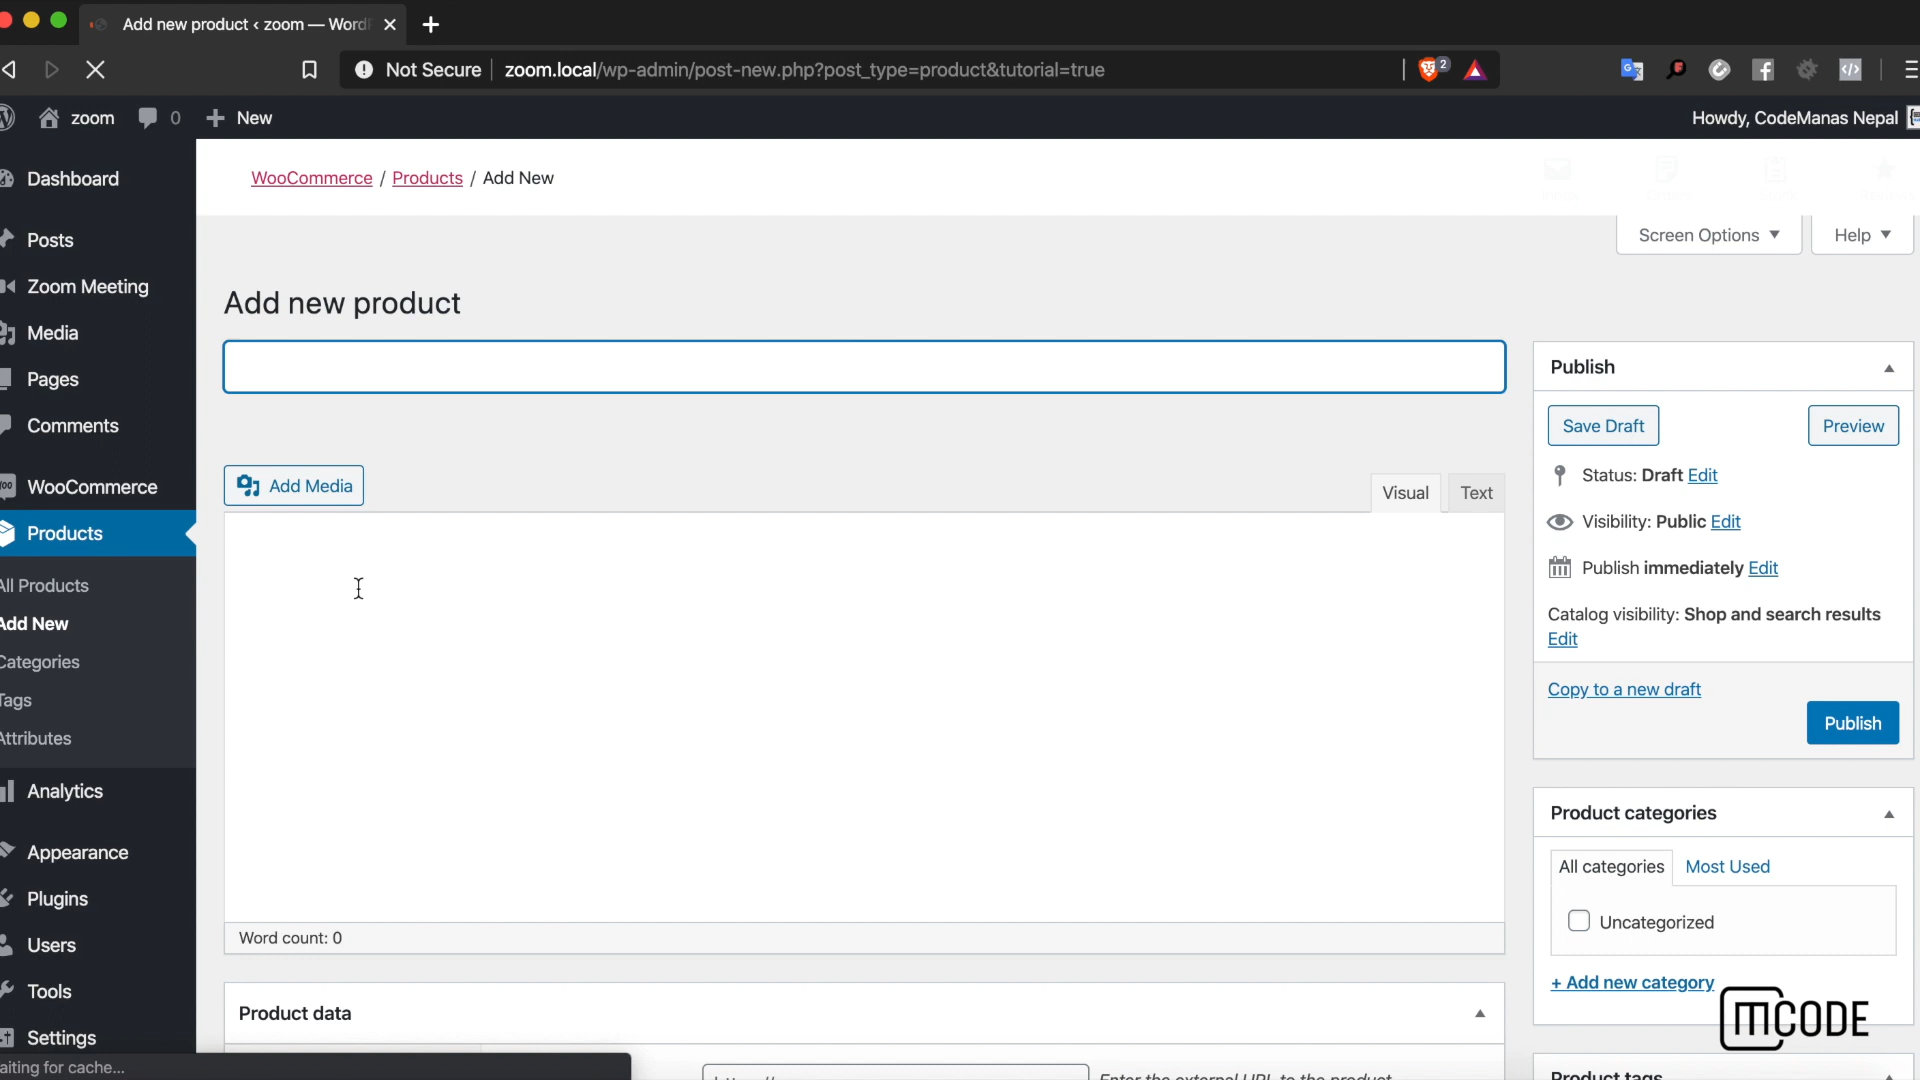 Add new product ‹ zoom — Word
Not Secure zoom.local/wp-admin/post-new.php?post_type=product&tutorial=true 2
zoom 0 New Howdy, CodeManas Nepal
WooCommerce / Products / Add New
Screen Options Help
Dashboard
Posts
Zoom Meeting
Media
Pages
Comments
WooCommerce
Products
All Products
Add New
Categories
Tags
Attributes
Analytics
Appearance
Plugins
Users
Tools
Settings
aiting for cache...
Add new product
Add Media Visual Text
Word count: 0
Product data
Enter the external URL to the product
Publish
Save Draft Preview
Status: Draft Edit
Visibility: Public Edit
Publish immediately Edit
Catalog visibility: Shop and search results
Edit
Copy to a new draft
Publish
Product categories
All categories Most Used
Uncategorized
+ Add new category
mCODE
Product tags